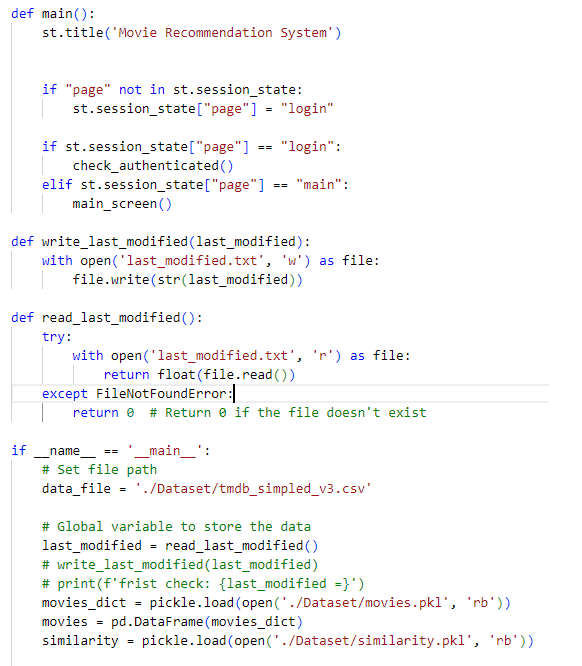 def main():
    st.title('Movie Recommendation System')
    if "page" not in st.session_state:
        st.session_state["page"] = "login"
    if st.session_state["page"] == "login":
        check_authenticated()
    elif st.session_state["page"] == "main":
        main_screen()
def write_last_modified(last_modified):
    with open('last_modified.txt', 'w') as file:
        file.write(str(last_modified))
def read_last_modified():
    try:
        with open('last_modified.txt', 'r') as file:
            return float(file.read())
    except FileNotFoundError:
        return 0  # Return 0 if the file doesn't exist
if __name__ == '__main__':
    # Set file path
    data_file = './Dataset/tmdb_simpled_v3.csv'
    # Global variable to store the data
    last_modified = read_last_modified()
    # write_last_modified(last_modified)
    # print(f'frist check: {last_modified =}')
    movies_dict = pickle.load(open('./Dataset/movies.pkl', 'rb'))
    movies = pd.DataFrame(movies_dict)
    similarity = pickle.load(open('./Dataset/similarity.pkl', 'rb'))